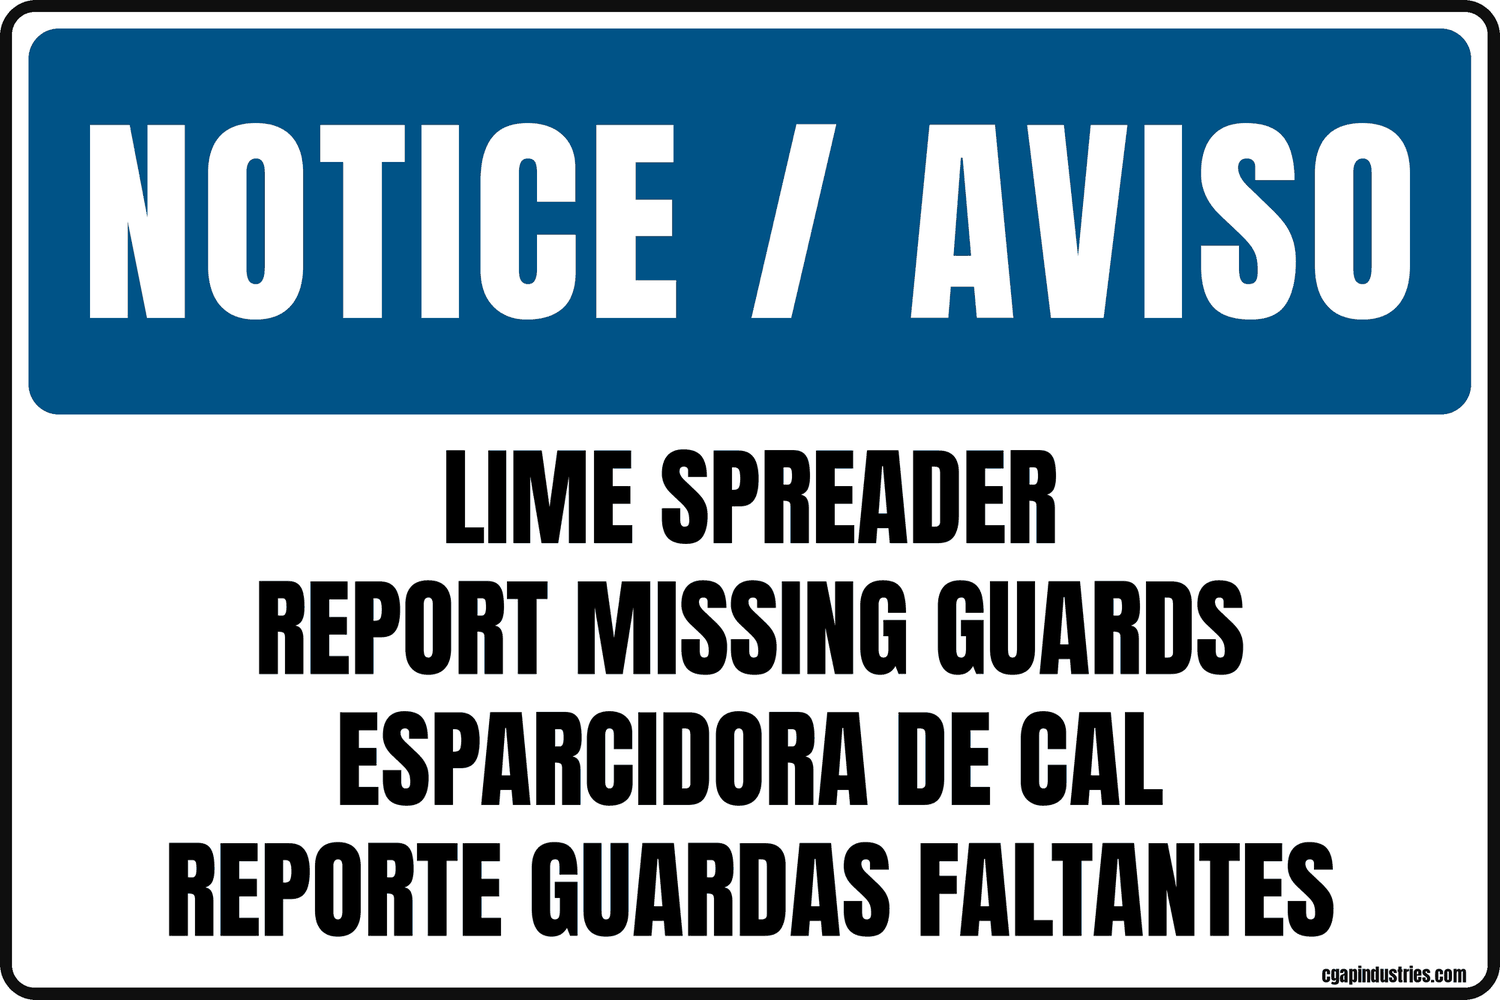 NOTICE / AVISO
LIME SPREADER
REPORT MISSING GUARDS
ESPARCIDORA DE CAL
REPORTE GUARDAS FALTANTES
cgapindustries.com